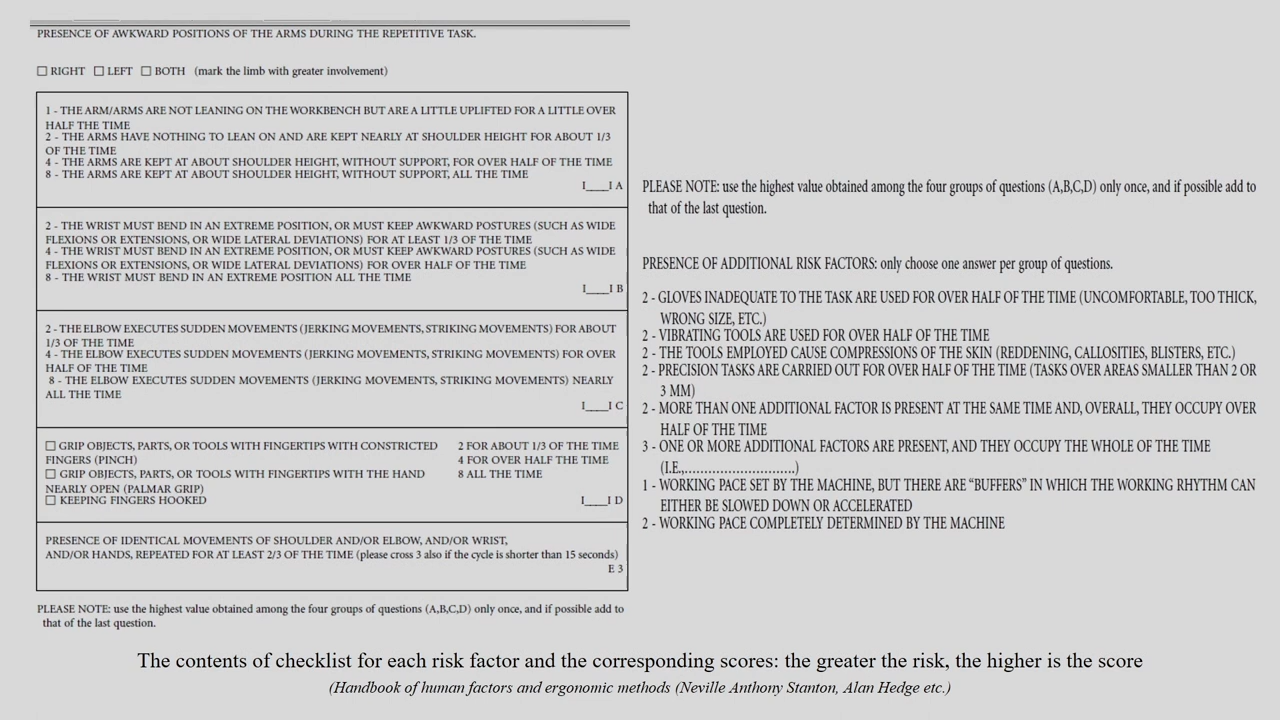 PRESENCE OF AWKWARD POSITIONS OF THE ARMS DURING THE REPETITIVE TASK.
☐ RIGHT ☐ LEFT ☐ BOTH (mark the limb with greater involvement)
1 - THE ARM/ARMS ARE NOT LEANING ON THE WORKBENCH BUT ARE A LITTLE UPLIFTED FOR A LITTLE OVER
HALF THE TIME
2 - THE ARMS HAVE NOTHING TO LEAN ON AND ARE KEPT NEARLY AT SHOULDER HEIGHT FOR ABOUT 1/3
OF THE TIME
4 - THE ARMS ARE KEPT AT ABOUT SHOULDER HEIGHT, WITHOUT SUPPORT, FOR OVER HALF OF THE TIME
8 - THE ARMS ARE KEPT AT ABOUT SHOULDER HEIGHT, WITHOUT SUPPORT, ALL THE TIME
I____I A
2 - THE WRIST MUST BEND IN AN EXTREME POSITION, OR MUST KEEP AWKWARD POSTURES (SUCH AS WIDE
FLEXIONS OR EXTENSIONS, OR WIDE LATERAL DEVIATIONS) FOR AT LEAST 1/3 OF THE TIME
4 - THE WRIST MUST BEND IN AN EXTREME POSITION, OR MUST KEEP AWKWARD POSTURES (SUCH AS WIDE
FLEXIONS OR EXTENSIONS, OR WIDE LATERAL DEVIATIONS) FOR OVER HALF OF THE TIME
8 - THE WRIST MUST BEND IN AN EXTREME POSITION ALL THE TIME
I____I B
2 - THE ELBOW EXECUTES SUDDEN MOVEMENTS (JERKING MOVEMENTS, STRIKING MOVEMENTS) FOR ABOUT
1/3 OF THE TIME
4 - THE ELBOW EXECUTES SUDDEN MOVEMENTS (JERKING MOVEMENTS, STRIKING MOVEMENTS) FOR OVER
HALF OF THE TIME
8 - THE ELBOW EXECUTES SUDDEN MOVEMENTS (JERKING MOVEMENTS, STRIKING MOVEMENTS) NEARLY
ALL THE TIME
I____I C
☐ GRIP OBJECTS, PARTS, OR TOOLS WITH FINGERTIPS WITH CONSTRICTED 2 FOR ABOUT 1/3 OF THE TIME
FINGERS (PINCH) 4 FOR OVER HALF THE TIME
☐ GRIP OBJECTS, PARTS, OR TOOLS WITH FINGERTIPS WITH THE HAND 8 ALL THE TIME
NEARLY OPEN (PALMAR GRIP)
☐ KEEPING FINGERS HOOKED I____I D
PRESENCE OF IDENTICAL MOVEMENTS OF SHOULDER AND/OR ELBOW, AND/OR WRIST,
AND/OR HANDS, REPEATED FOR AT LEAST 2/3 OF THE TIME (please cross 3 also if the cycle is shorter than 15 seconds)
E 3
PLEASE NOTE: use the highest value obtained among the four groups of questions (A,B,C,D) only once, and if possible add to
that of the last question.
PLEASE NOTE: use the highest value obtained among the four groups of questions (A,B,C,D) only once, and if possible add to
that of the last question.
PRESENCE OF ADDITIONAL RISK FACTORS: only choose one answer per group of questions.
2 - GLOVES INADEQUATE TO THE TASK ARE USED FOR OVER HALF OF THE TIME (UNCOMFORTABLE, TOO THICK,
WRONG SIZE, ETC.)
2 - VIBRATING TOOLS ARE USED FOR OVER HALF OF THE TIME
2 - THE TOOLS EMPLOYED CAUSE COMPRESSIONS OF THE SKIN (REDDENING, CALLOSITIES, BLISTERS, ETC.)
2 - PRECISION TASKS ARE CARRIED OUT FOR OVER HALF OF THE TIME (TASKS OVER AREAS SMALLER THAN 2 OR
3 MM)
2 - MORE THAN ONE ADDITIONAL FACTOR IS PRESENT AT THE SAME TIME AND, OVERALL, THEY OCCUPY OVER
HALF OF THE TIME
3 - ONE OR MORE ADDITIONAL FACTORS ARE PRESENT, AND THEY OCCUPY THE WHOLE OF THE TIME
(I.E.,............................)
1 - WORKING PACE SET BY THE MACHINE, BUT THERE ARE “BUFFERS” IN WHICH THE WORKING RHYTHM CAN
EITHER BE SLOWED DOWN OR ACCELERATED
2 - WORKING PACE COMPLETELY DETERMINED BY THE MACHINE
The contents of checklist for each risk factor and the corresponding scores: the greater the risk, the higher is the score
(Handbook of human factors and ergonomic methods (Neville Anthony Stanton, Alan Hedge etc.)